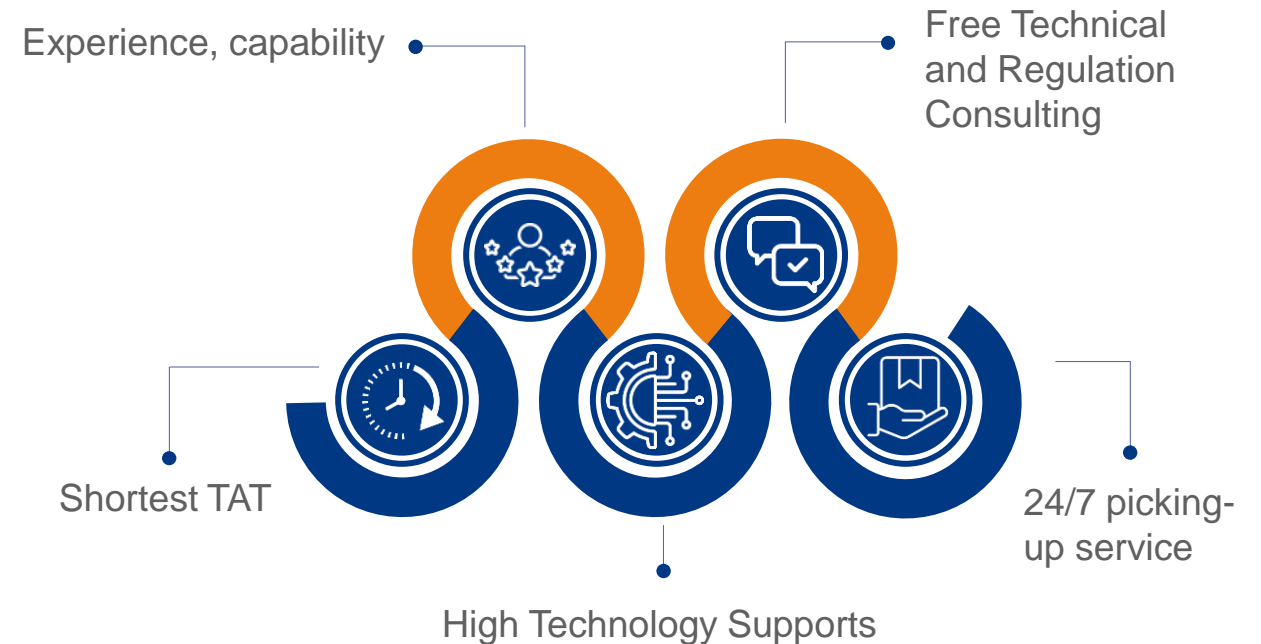 Experience, capability
Free Technical
and Regulation
Consulting
Shortest TAT
24/7 picking-
up service
High Technology Supports